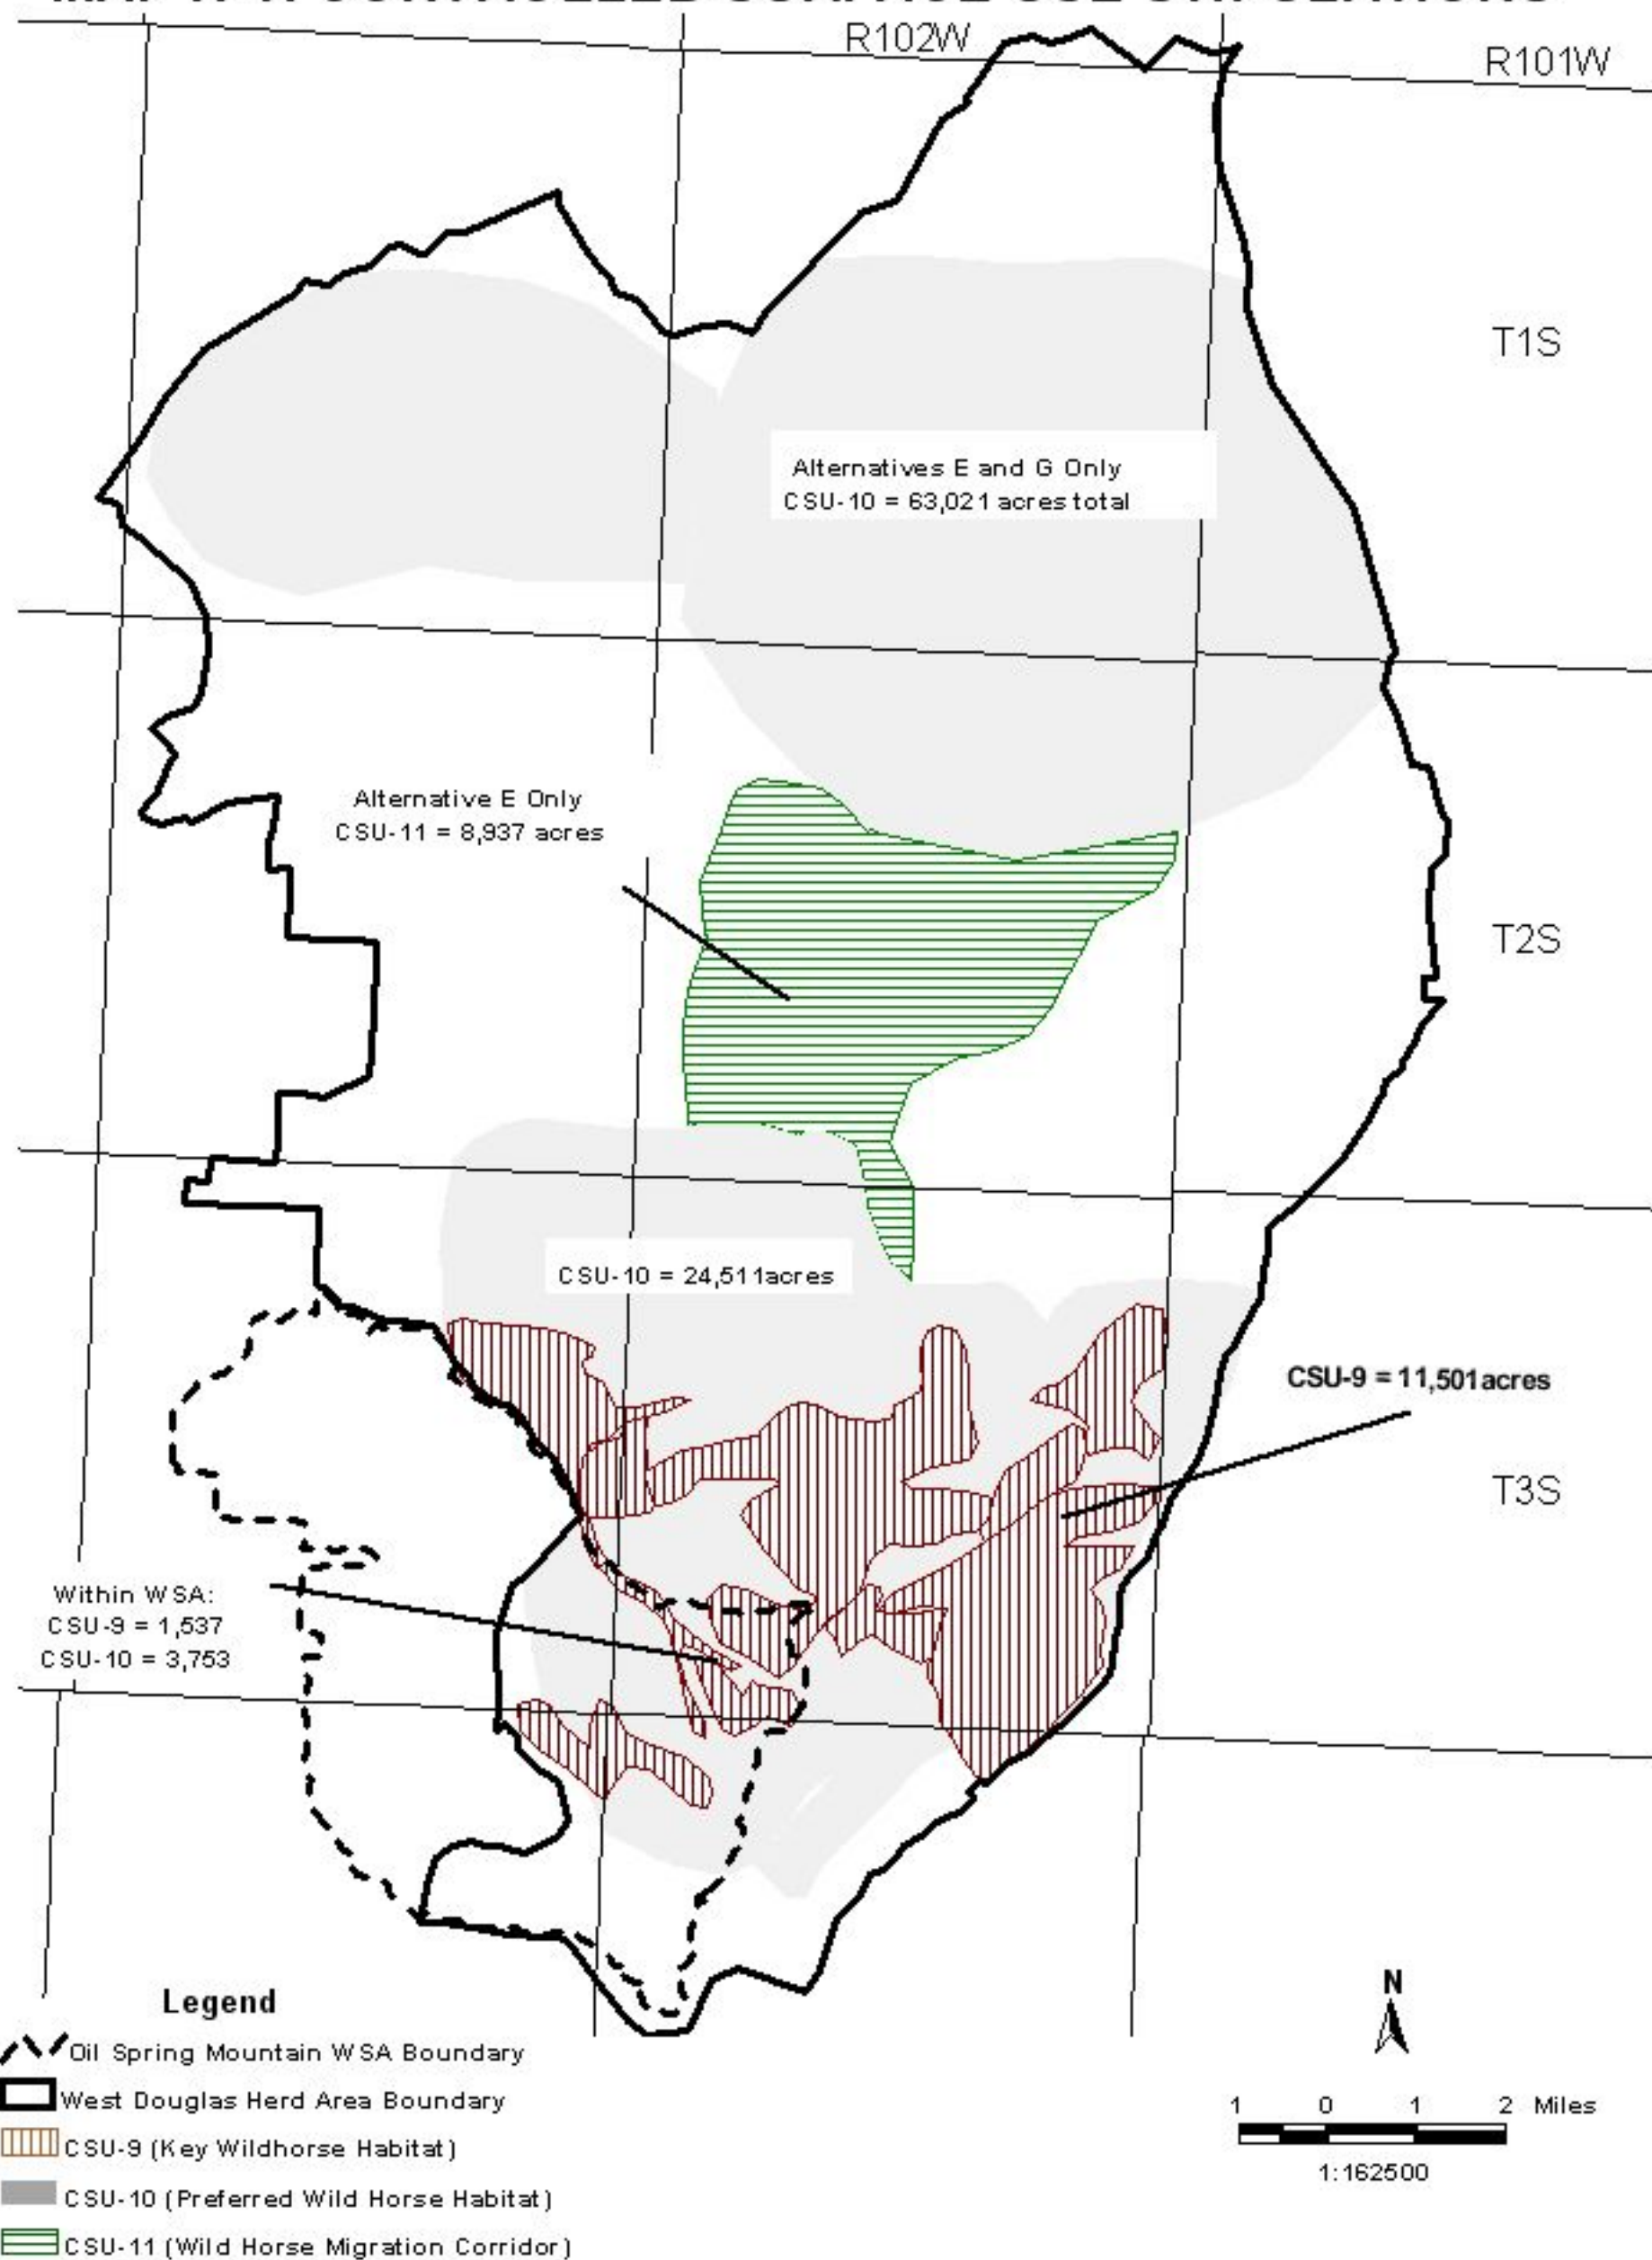 R102W
R101W
T1S
Alternatives E and G Only
CSU-10 = 63,021 acres total
Alternative E Only
CSU-11 = 8,937 acres
T2S
CSU-10 = 24,511acres
CSU-9 = 11,501acres
T3S
Within WSA:
CSU-9 = 1,537
CSU-10 = 3,753
Legend
Oil Spring Mountain WSA Boundary
West Douglas Herd Area Boundary
CSU-9 (Key Wildhorse Habitat)
CSU-10 (Preferred Wild Horse Habitat)
CSU-11 (Wild Horse Migration Corridor)
N
1 0 1 2 Miles
1:162500